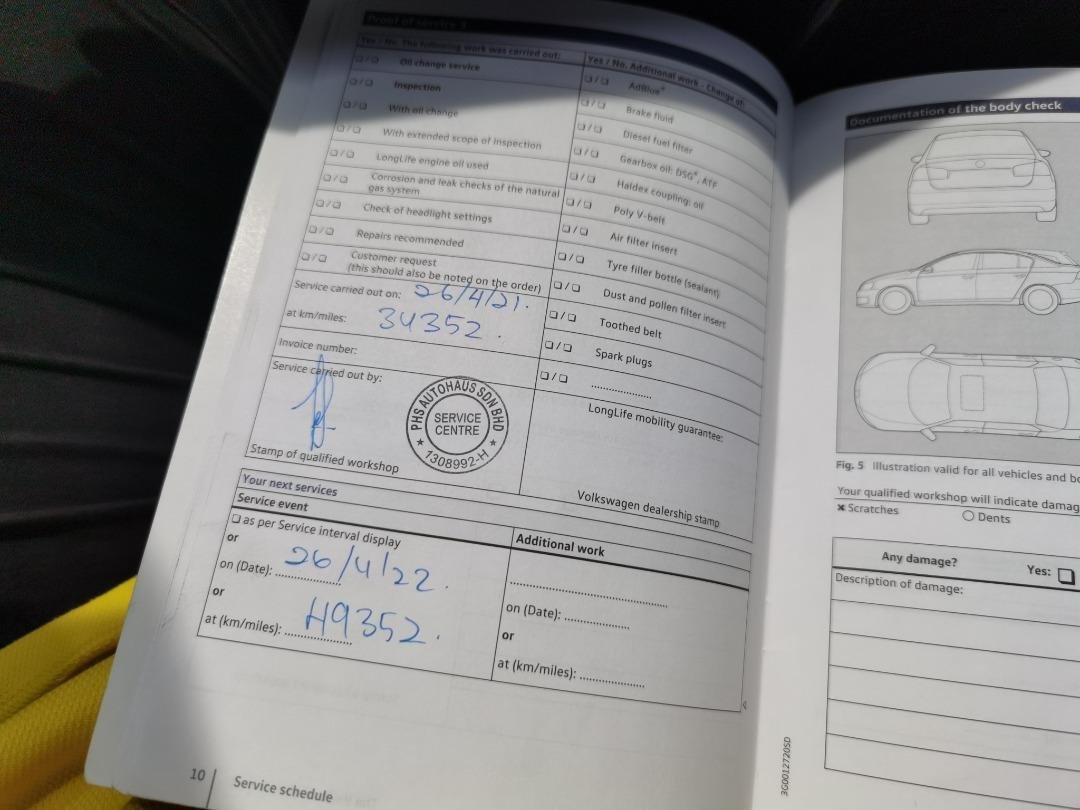 Proof of service 3
Yes / No. The following work was carried out:
❑/❑ Oil change service
❑/❑ Inspection
❑/❑ With oil change
❑/❑ With extended scope of inspection
❑/❑ LongLife engine oil used
❑/❑ Corrosion and leak checks of the natural
gas system
❑/❑ Check of headlight settings
❑/❑ Repairs recommended
❑/❑ Customer request
(this should also be noted on the order)
Service carried out on: 26/4/21.
at km/miles: 34352.
Invoice number:
Service carried out by:
PHS AUTOHAUS SDN BHD
SERVICE
CENTRE
★ 1308992-H ★
Stamp of qualified workshop
Yes / No. Additional work - Change of:
❑/❑ AdBlue®
❑/❑ Brake fluid
❑/❑ Diesel fuel filter
❑/❑ Gearbox oil: DSG®, ATF
❑/❑ Haldex coupling: oil
❑/❑ Poly V-belt
❑/❑ Air filter insert
❑/❑ Tyre filler bottle (sealant)
❑/❑ Dust and pollen filter insert
❑/❑ Toothed belt
❑/❑ Spark plugs
❑/❑ ....................
LongLife mobility guarantee:
Volkswagen dealership stamp
Your next services
Service event
❑ as per Service interval display
or
on (Date): 26/4/22.
or
at (km/miles): 49352.
Additional work
on (Date): ....................
or
at (km/miles): ....................
10 Service schedule
Documentation of the body check
Fig. 5 Illustration valid for all vehicles and
Your qualified workshop will indicate
✖ Scratches ○ Dents
Any damage? Yes: ❑
Description of damage:
3G0012720SD